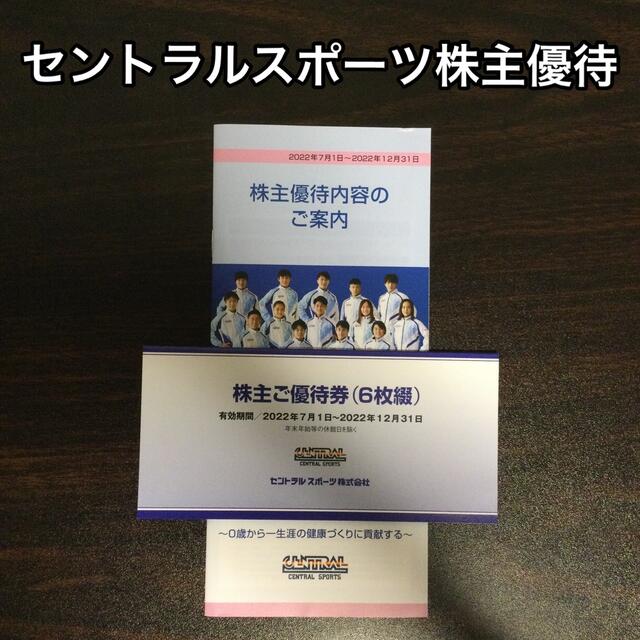 セントラルスポーツ株主優待
2022年7月1日～2022年12月31日
株主優待内容の
ご案内
株主ご優待券(6枚綴)
有効期間／2022年7月1日～2022年12月31日
年末年始等の休館日を除く
CENTRAL
CENTRAL SPORTS
セントラルスポーツ株式会社
～0歳から一生涯の健康づくりに貢献する～
CENTRAL
CENTRAL SPORTS